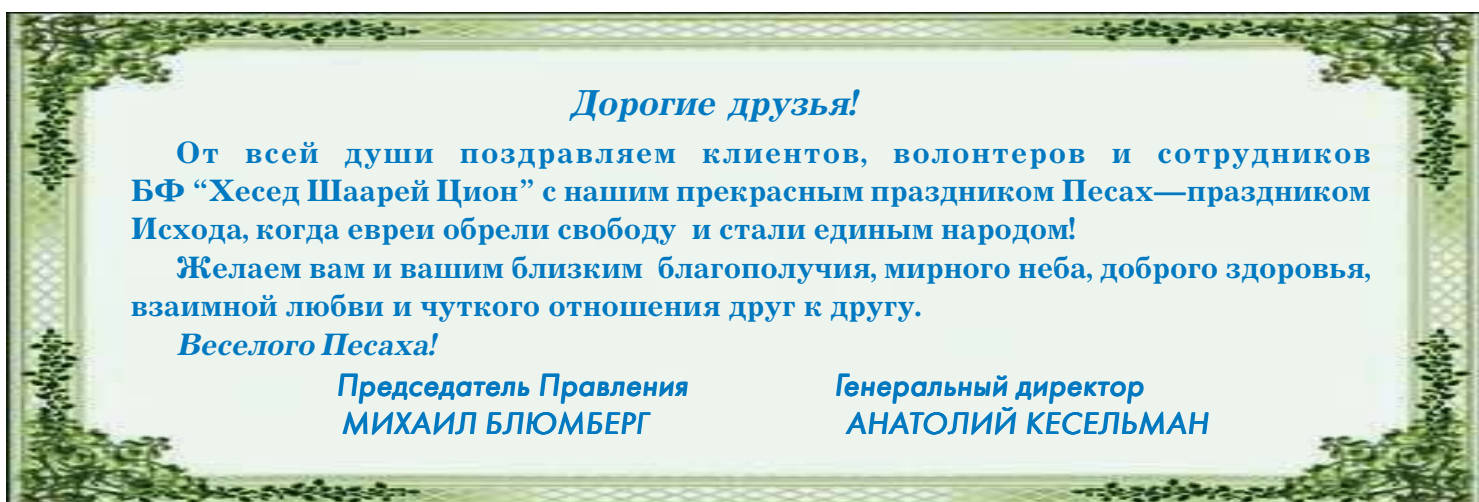 Дорогие друзья!
От всей души поздравляем клиентов, волонтеров и сотрудников
БФ “Хесед Шаарей Цион” с нашим прекрасным праздником Песах—праздником
Исхода, когда евреи обрели свободу и стали единым народом!
Желаем вам и вашим близким благополучия, мирного неба, доброго здоровья,
взаимной любви и чуткого отношения друг к другу.
Веселого Песаха!
Председатель Правления Генеральный директор
МИХАИЛ БЛЮМБЕРГ АНАТОЛИЙ КЕСЕЛЬМАН